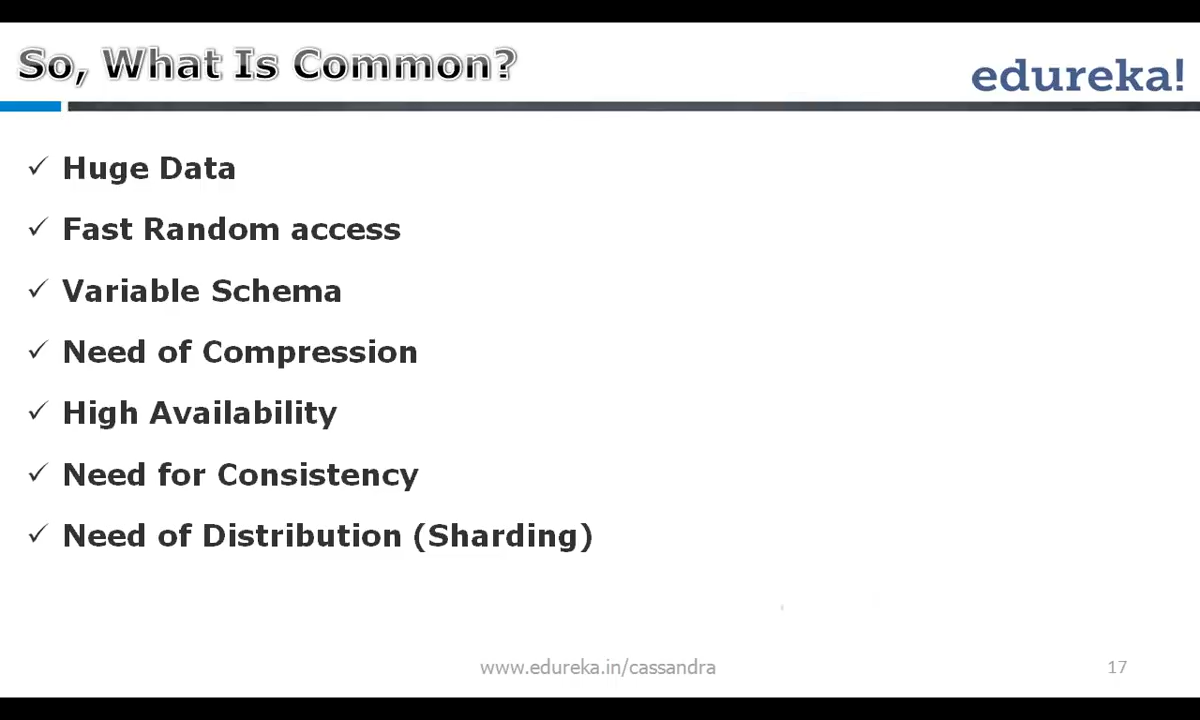 So, What Is Common?
edureka!
✓ Huge Data
✓ Fast Random access
✓ Variable Schema
✓ Need of Compression
✓ High Availability
✓ Need for Consistency
✓ Need of Distribution (Sharding)
www.edureka.in/cassandra
17